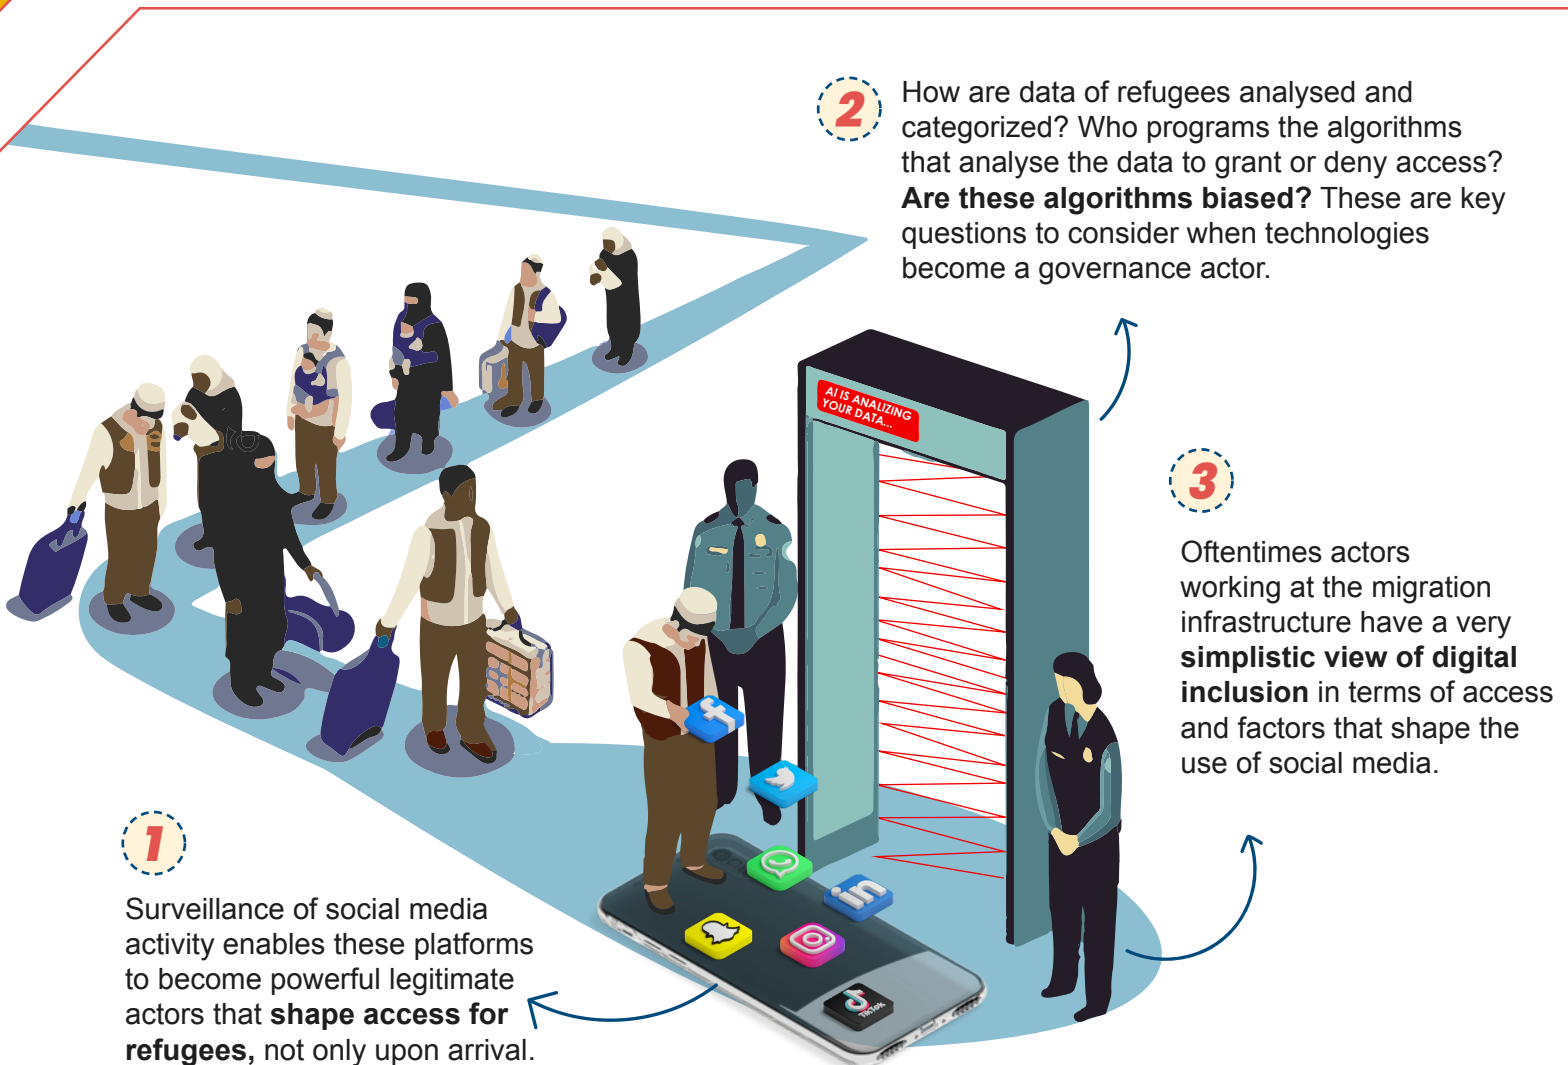 2
How are data of refugees analysed and
categorized? Who programs the algorithms
that analyse the data to grant or deny access?
Are these algorithms biased? These are key
questions to consider when technologies
become a governance actor.
AI IS ANALIZING
YOUR DATA...
3
Oftentimes actors
working at the migration
infrastructure have a very
simplistic view of digital
inclusion in terms of access
and factors that shape the
use of social media.
1
Surveillance of social media
activity enables these platforms
to become powerful legitimate
actors that shape access for
refugees, not only upon arrival.
f
in
TikTok